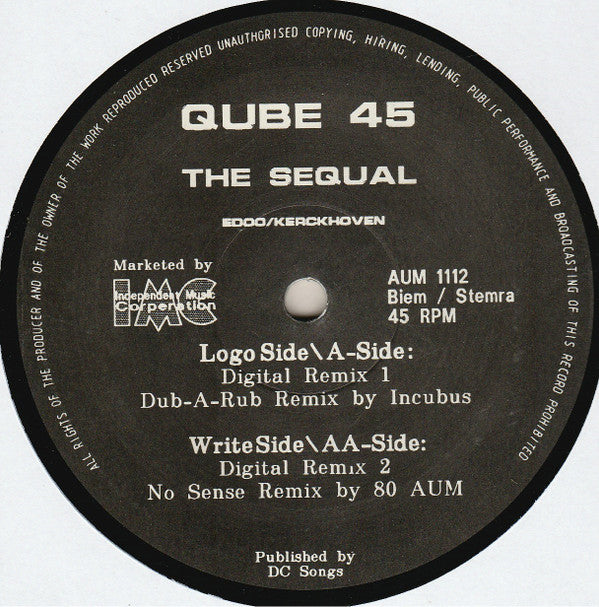 ALL RIGHTS OF THE PRODUCER AND OF THE OWNER OF THE WORK REPRODUCED RESERVED UNAUTHORISED COPYING, HIRING, LENDING, PUBLIC PERFORMANCE AND BROADCASTING OF THIS RECORD PROHIBITED
QUBE 45
THE SEQUAL
EDOO/KERCKHOVEN
Marketed by
IMC
Independent Music
Corperation
AUM 1112
Biem / Stemra
45 RPM
Logo Side\A-Side:
Digital Remix 1
Dub-A-Rub Remix by Incubus
WriteSide\AA-Side:
Digital Remix 2
No Sense Remix by 80 AUM
Published by
DC Songs